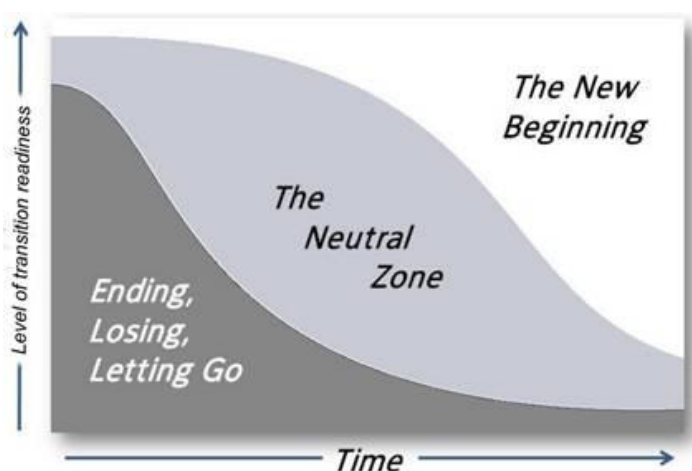 Level of transition readiness
The New
Beginning
The
Neutral
Zone
Ending,
Losing,
Letting Go
Time